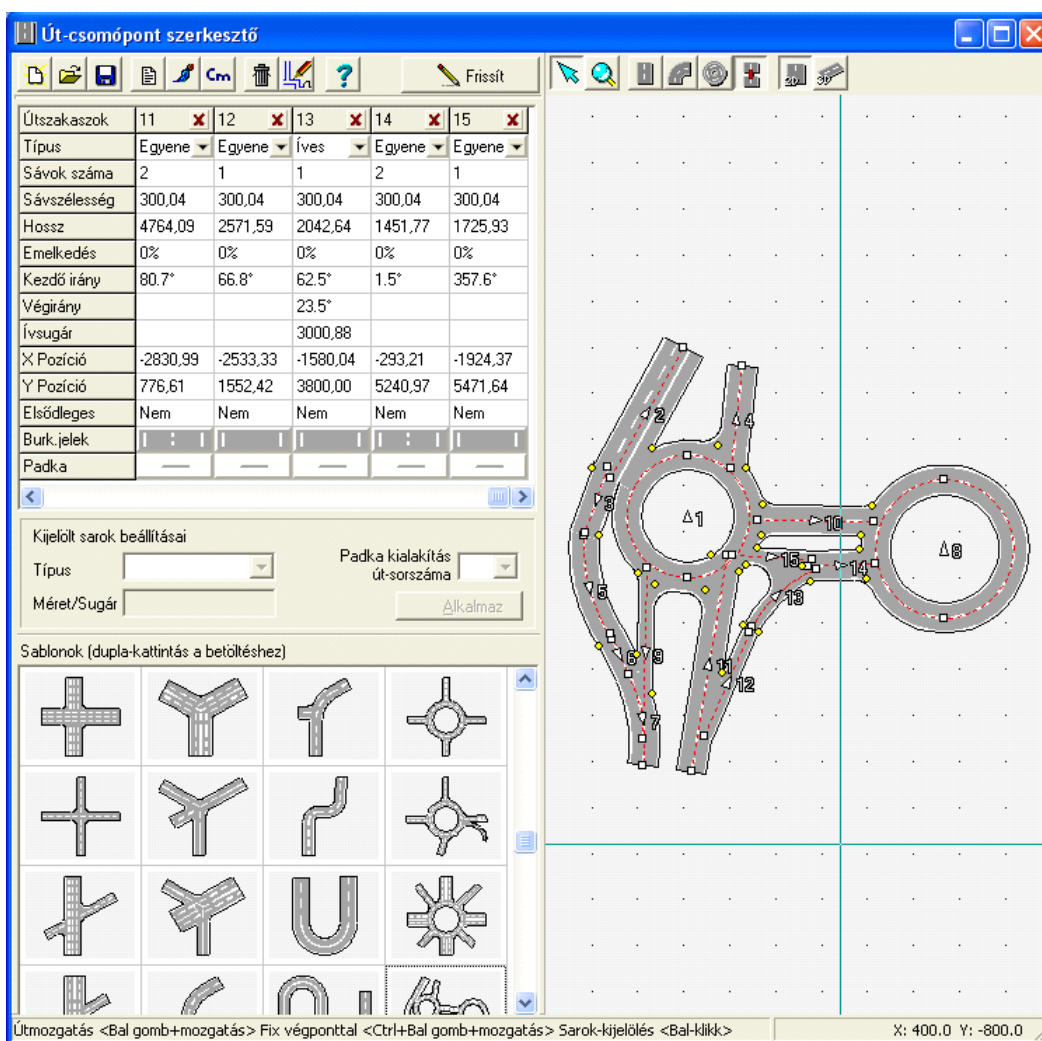 Út-csomópont szerkesztő
Cm ? Frissít 2D 3D
Útszakaszok 11 12 13 14 15
Típus Egyene Egyene Íves Egyene Egyene
Sávok száma 2 1 1 2 1
Sávszélesség 300,04 300,04 300,04 300,04 300,04
Hossz 4764,09 2571,59 2042,64 1451,77 1725,93
Emelkedés 0% 0% 0% 0% 0%
Kezdő irány 80.7° 66.8° 62.5° 1.5° 357.6°
Végirány 23.5°
Ívsugár 3000,88
X Pozíció -2830,99 -2533,33 -1580,04 -293,21 -1924,37
Y Pozíció 776,61 1552,42 3800,00 5240,97 5471,64
Elsődleges Nem Nem Nem Nem Nem
Burk.jelek
Padka
Kijelölt sarok beállításai
Típus
Padka kialakítás
út-sorszáma
Méret/Sugár
Alkalmaz
Sablonok (dupla-kattintás a betöltéshez)
2
4
3
1
10
8
15
14
5
13
6
9
11
12
7
Útmozgatás <Bal gomb+mozgatás> Fix végponttal <Ctrl+Bal gomb+mozgatás> Sarok-kijelölés <Bal-klikk>
X: 400.0 Y: -800.0